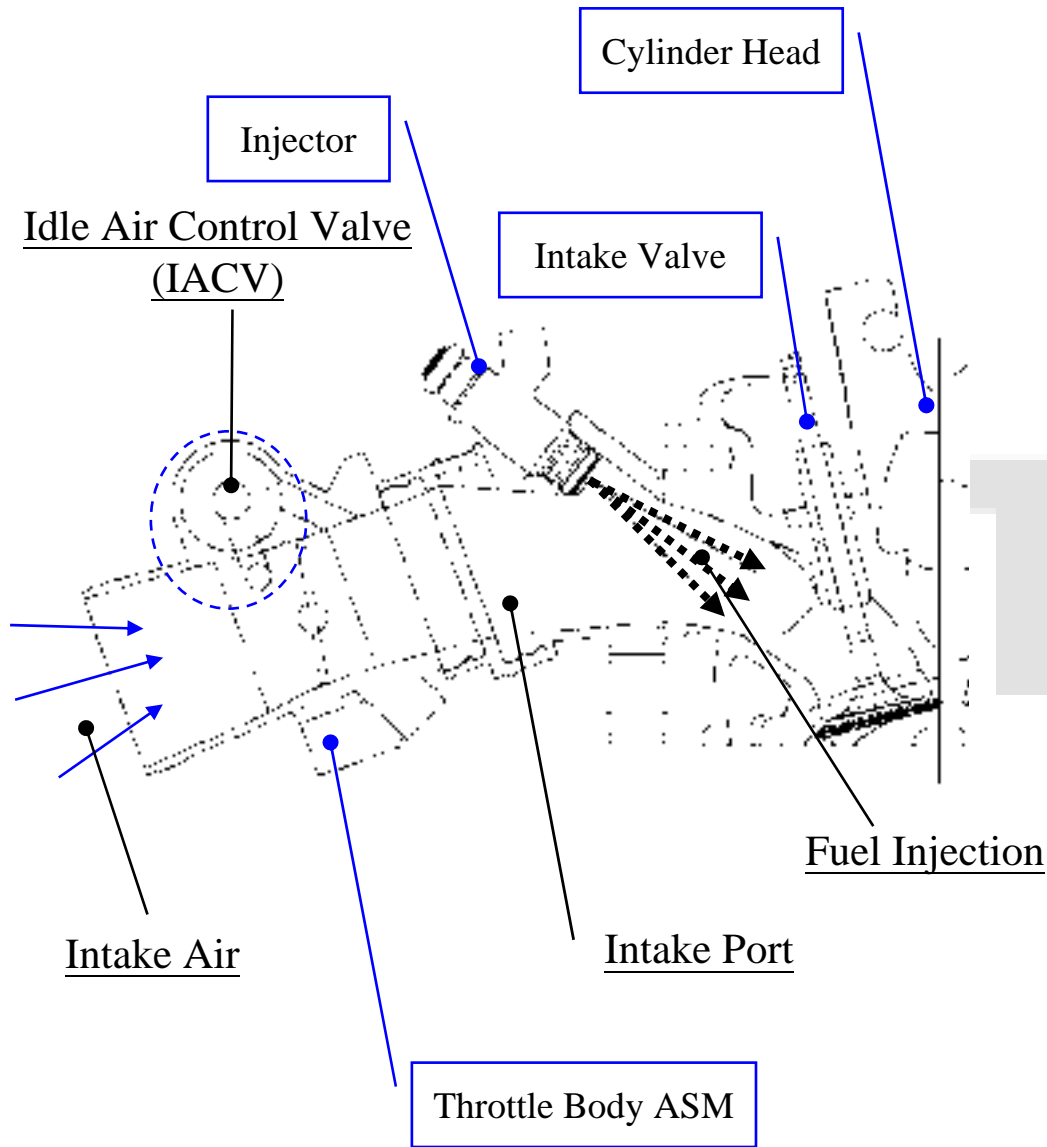 Cylinder Head
Injector
Idle Air Control Valve
(IACV)
Intake Valve
Fuel Injection
Intake Air
Intake Port
Throttle Body ASM